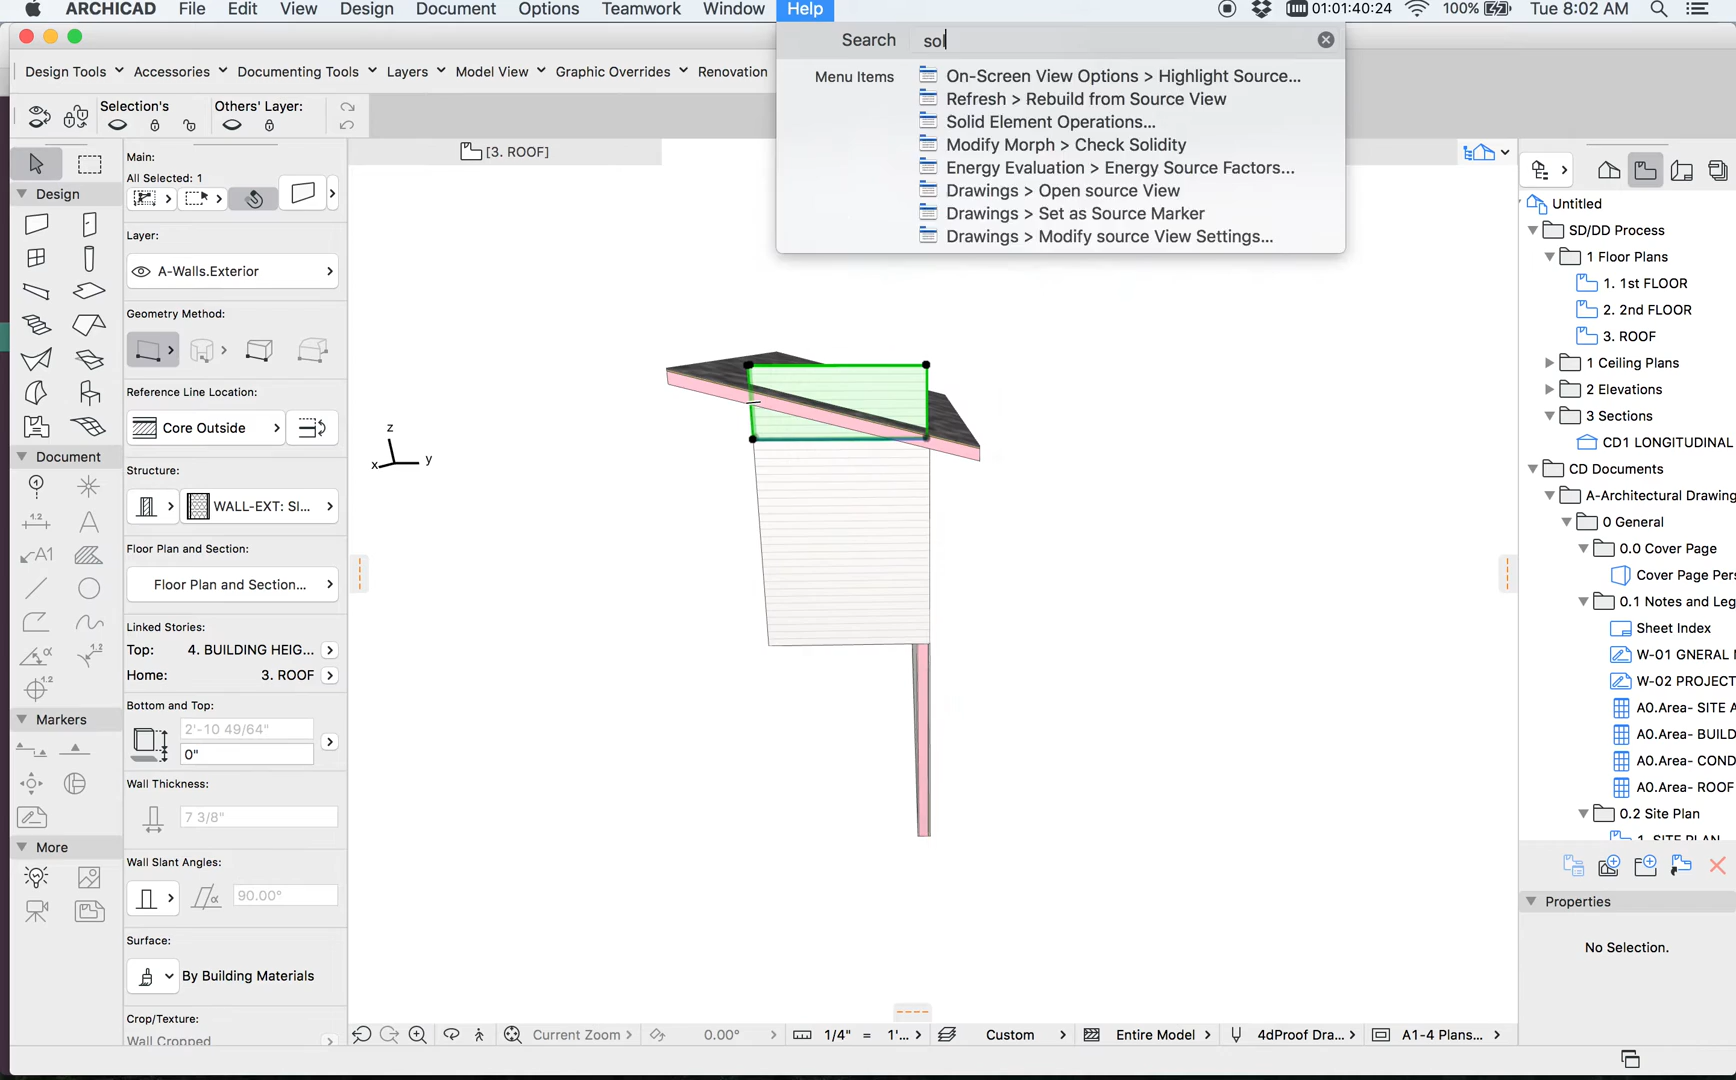 ARCHICAD File Edit View Design Document Options Teamwork Window Help 01:01:40:24 100% Tue 8:02 AM
Search sol
Menu Items
On-Screen View Options > Highlight Source...
Refresh > Rebuild from Source View
Solid Element Operations...
Modify Morph > Check Solidity
Energy Evaluation > Energy Source Factors...
Drawings > Open source View
Drawings > Set as Source Marker
Drawings > Modify source View Settings...
Design Tools Accessories Documenting Tools Layers Model View Graphic Overrides Renovation
Selection's Others' Layer:
[3. ROOF]
Design
Document
1.2
A
A1
1.2
1.2
Markers
More
Main:
All Selected: 1
Layer:
A-Walls.Exterior
Geometry Method:
Reference Line Location:
Core Outside
Structure:
WALL-EXT: SI...
Floor Plan and Section:
Floor Plan and Section...
Linked Stories:
Top: 4. BUILDING HEIG...
Home: 3. ROOF
Bottom and Top:
2'-10 49/64"
0"
Wall Thickness:
7 3/8"
Wall Slant Angles:
α 90.00°
Surface:
By Building Materials
Crop/Texture:
Wall Cropped
z
x y
Untitled
SD/DD Process
1 Floor Plans
1. 1st FLOOR
2. 2nd FLOOR
3. ROOF
1 Ceiling Plans
2 Elevations
3 Sections
CD1 LONGITUDINAL
CD Documents
A-Architectural Drawing
0 General
0.0 Cover Page
Cover Page Pers
0.1 Notes and Leg
Sheet Index
W-01 GNERAL N
W-02 PROJECT
A0.Area- SITE A
A0.Area- BUILD
A0.Area- COND
A0.Area- ROOF
0.2 Site Plan
1. SITE PLAN
Properties
No Selection.
Current Zoom 0.00° 1/4" = 1'... Custom Entire Model 4dProof Dra... A1-4 Plans...